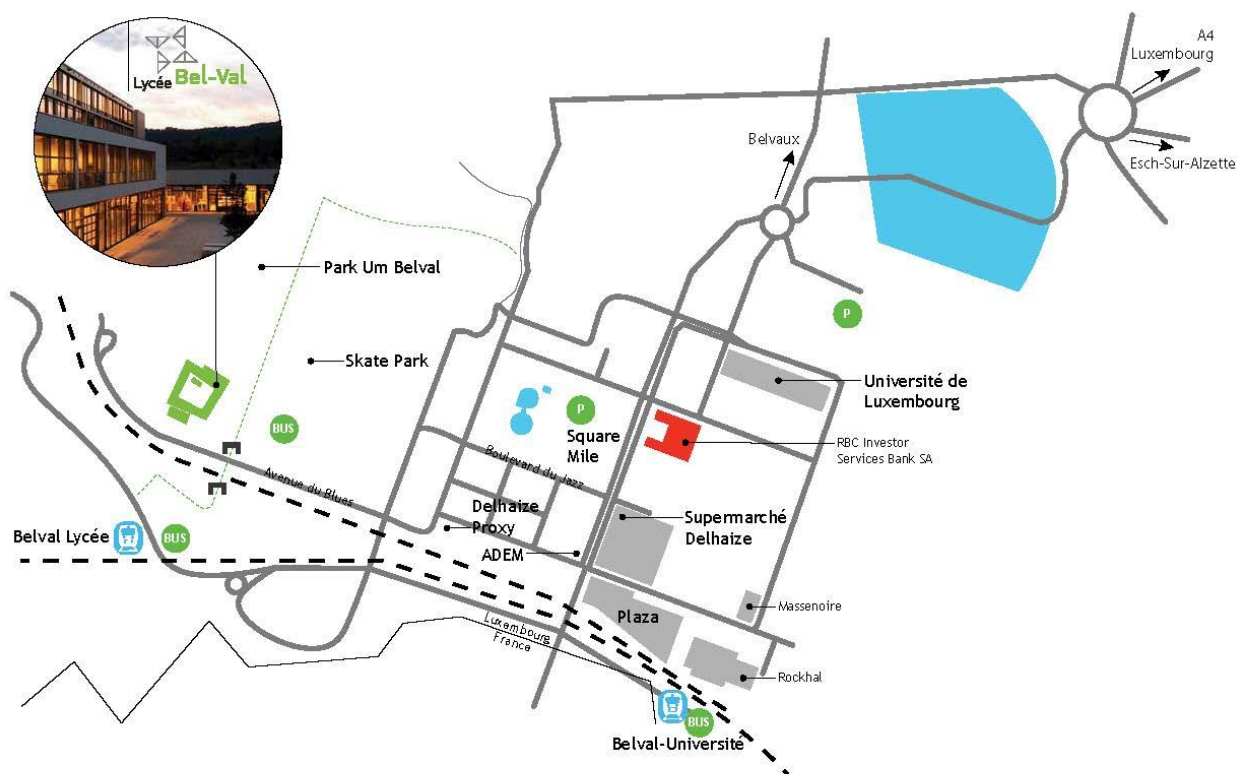 Lycée Bel-Val
A4
Luxembourg
Esch-Sur-Alzette
Belvaux
Park Um Belval
P
Skate Park
Université de
Luxembourg
P
Square
Mile
BUS
RBC Investor
Services Bank SA
Boulevard du Jazz
Avenue du Blues
Delhaize
Proxy
Supermarché
Delhaize
Belval Lycée
BUS
ADEM
Massenoire
Plaza
Luxembourg
France
Rockhal
BUS
Belval-Université